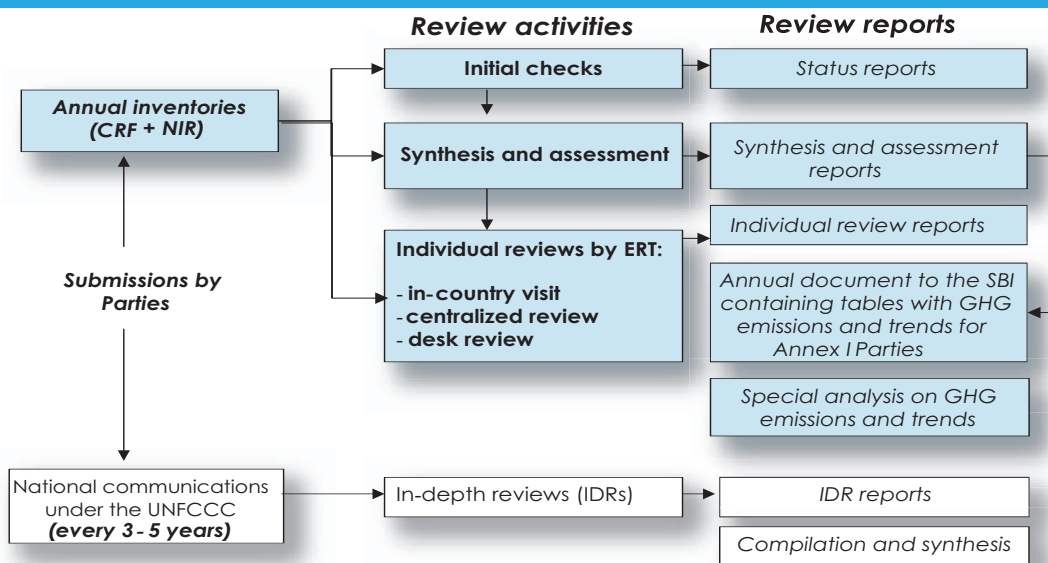 Review activities
Review reports
Initial checks
Status reports
Annual inventories
(CRF + NIR)
Synthesis and assessment
Synthesis and assessment
reports
Individual reviews by ERT:
- in-country visit
- centralized review
- desk review
Individual review reports
Submissions by
Parties
Annual document to the SBI
containing tables with GHG
emissions and trends for
Annex I Parties
Special analysis on GHG
emissions and trends
National communications
under the UNFCCC
(every 3 - 5 years)
In-depth reviews (IDRs)
IDR reports
Compilation and synthesis